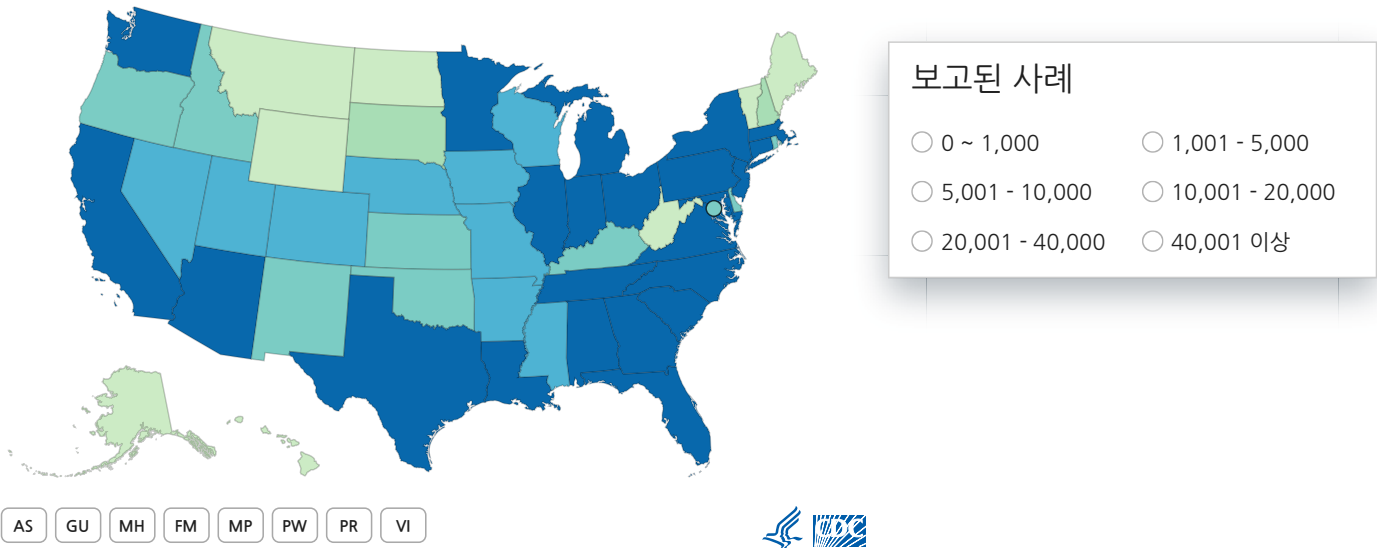 보고된 사례
0 ~ 1,000
1,001 - 5,000
5,001 - 10,000
10,001 - 20,000
20,001 - 40,000
40,001 이상
AS
GU
MH
FM
MP
PW
PR
VI
CDC